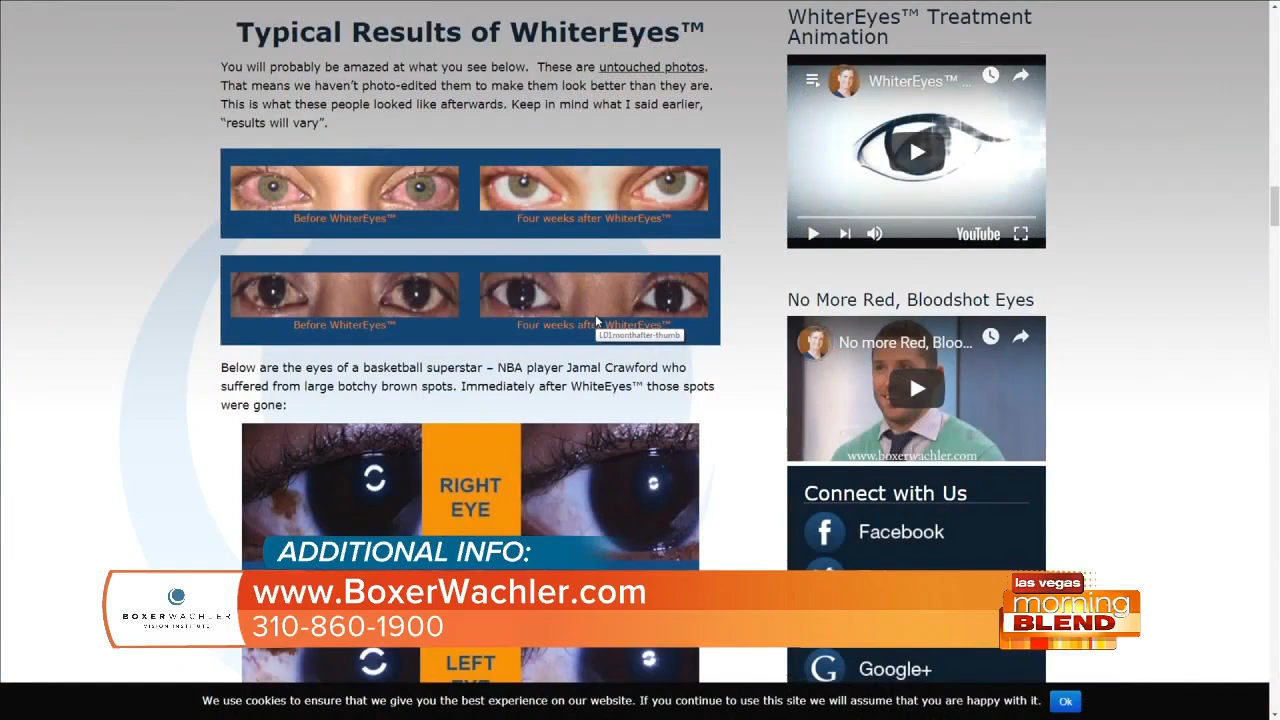 Typical Results of WhiterEyes™
You will probably be amazed at what you see below. These are untouched photos.
That means we haven't photo-edited them to make them look better than they are.
This is what these people looked like afterwards. Keep in mind what I said earlier,
“results will vary”.
Before WhiterEyes™
Four weeks after WhiterEyes™
Before WhiterEyes™
Four weeks after WhiterEyes™
LD1monthafter-thumb
Below are the eyes of a basketball superstar – NBA player Jamal Crawford who
suffered from large botchy brown spots. Immediately after WhiteEyes™ those spots
were gone:
RIGHT
EYE
LEFT
EYE
WhiterEyes™ Treatment
Animation
WhiterEyes™ ...
YouTube
No More Red, Bloodshot Eyes
No more Red, Bloo...
www.boxerwachler.com
Connect with Us
Facebook
Google+
ADDITIONAL INFO:
BOXERWACHLER
VISION INSTITUTE
www.BoxerWachler.com
310-860-1900
las vegas
morning
BLEND
We use cookies to ensure that we give you the best experience on our website. If you continue to use this site we will assume that you are happy with it.
Ok